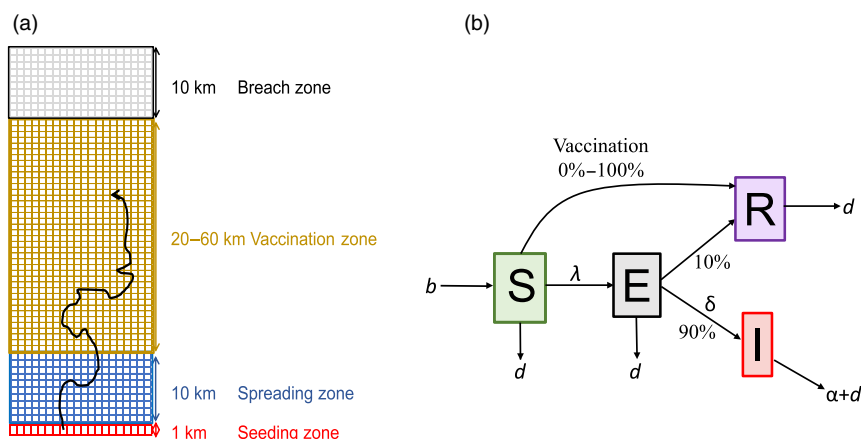 (a)
10 km Breach zone
20–60 km Vaccination zone
10 km Spreading zone
1 km Seeding zone
(b)
Vaccination
0%–100%
R
d
10%
b
S
λ
E
δ
90%
I
d
d
α+d